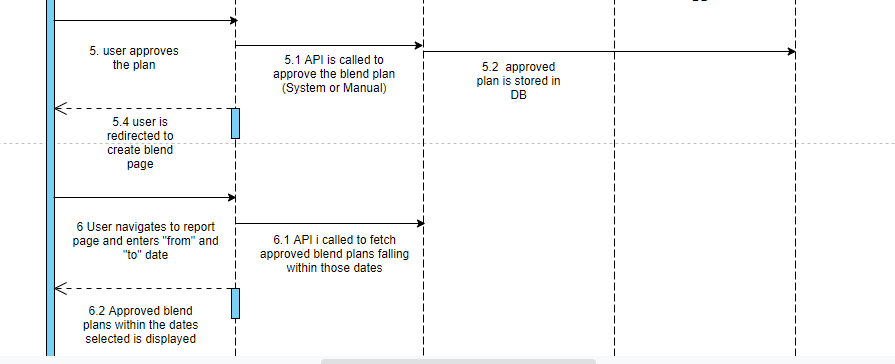 5. user approves
the plan
5.1 API is called to
approve the blend plan
(System or Manual)
5.2 approved
plan is stored in
DB
5.4 user is
redirected to
create blend
page
6 User navigates to report
page and enters "from" and
"to" date
6.1 API i called to fetch
approved blend plans falling
within those dates
6.2 Approved blend
plans within the dates
selected is displayed